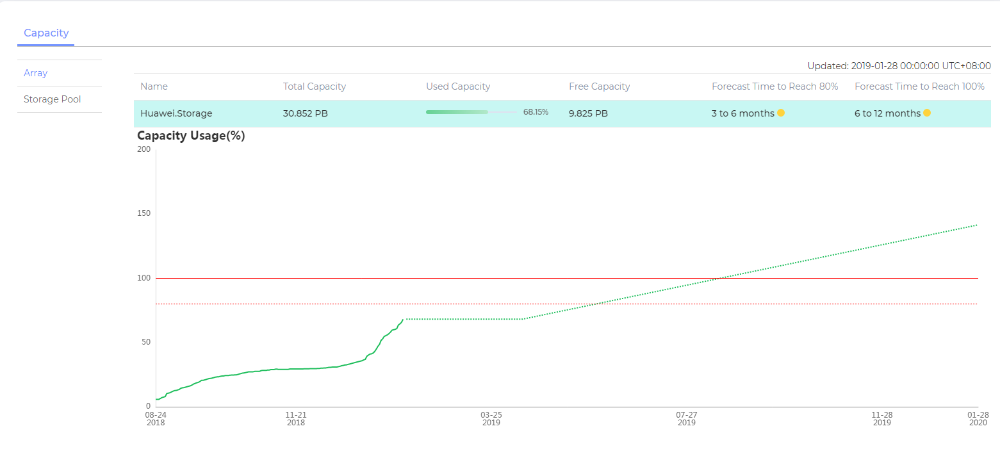 Capacity
Array
Storage Pool
Updated: 2019-01-28 00:00:00 UTC+08:00
Name Total Capacity Used Capacity Free Capacity Forecast Time to Reach 80% Forecast Time to Reach 100%
Huawei.Storage 30.852 PB 68.15% 9.825 PB 3 to 6 months 6 to 12 months
Capacity Usage(%)
200
150
100
50
0
08-24 11-21 03-25 07-27 11-28 01-28
2018 2018 2019 2019 2019 2020